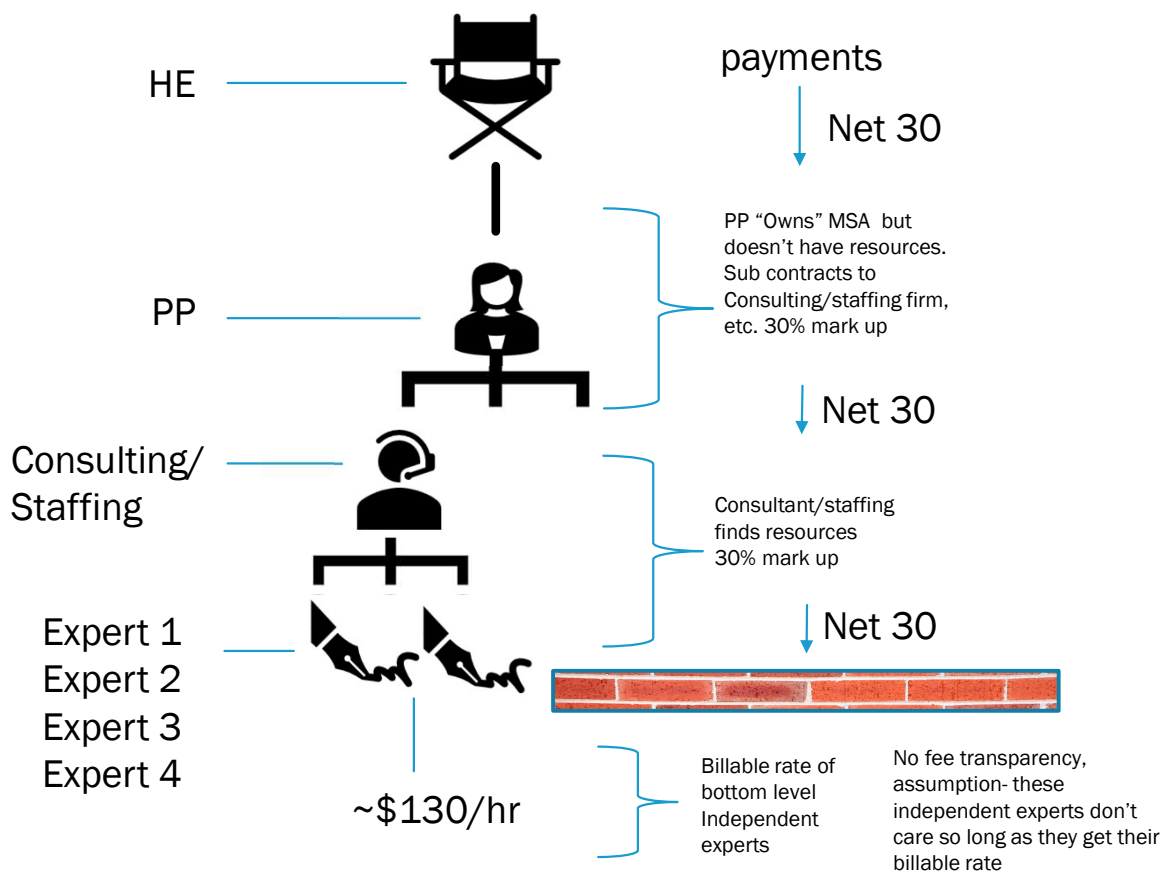 HE
payments
Net 30
PP
PP “Owns” MSA  but
doesn’t have resources.
Sub contracts to
Consulting/staffing firm,
etc. 30% mark up
Net 30
Consulting/
Staffing
Consultant/staffing
finds resources
30% mark up
Net 30
Expert 1
Expert 2
Expert 3
Expert 4
~$130/hr
Billable rate of
bottom level
Independent
experts
No fee transparency,
assumption- these
independent experts don’t
care so long as they get their
billable rate